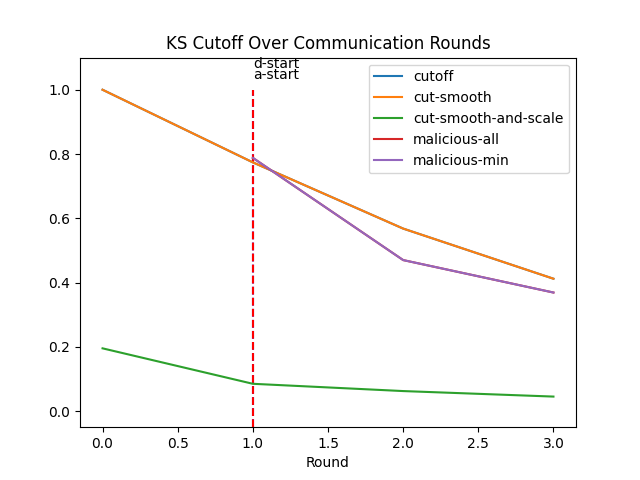 KS Cutoff Over Communication Rounds
d-start
a-start
cutoff
cut-smooth
cut-smooth-and-scale
malicious-all
malicious-min
1.0
0.8
0.6
0.4
0.2
0.0
0.0 0.5 1.0 1.5 2.0 2.5 3.0
Round